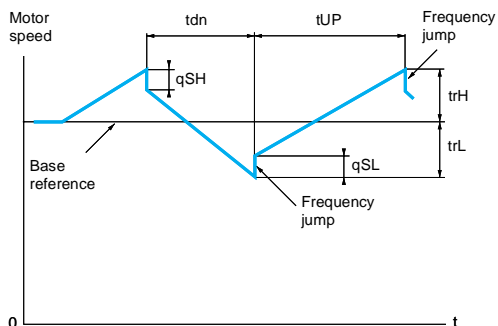 Motor
speed
tdn
tUP
Frequency
jump
qSH
trH
Base
reference
qSL
trL
Frequency
jump
0
t